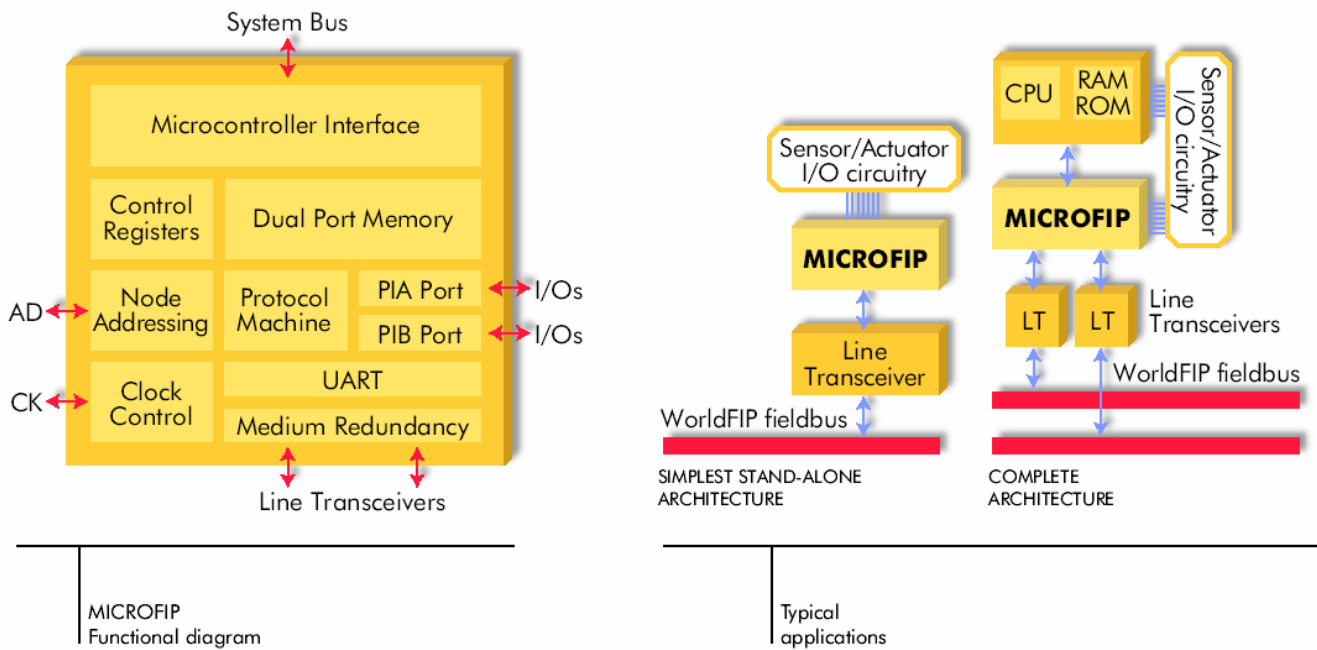 System Bus
Microcontroller Interface
Control
Registers
Dual Port Memory
AD
Node
Addressing
Protocol
Machine
PIA Port
I/Os
PIB Port
I/Os
CK
Clock
Control
UART
Medium Redundancy
Line Transceivers
MICROFIP
Functional diagram
Sensor/Actuator
I/O circuitry
MICROFIP
Line
Transceiver
WorldFIP fieldbus
SIMPLEST STAND-ALONE
ARCHITECTURE
CPU
RAM
ROM
Sensor/Actuator
I/O circuitry
MICROFIP
LT
LT
Line
Transceivers
WorldFIP fieldbus
COMPLETE
ARCHITECTURE
Typical
applications